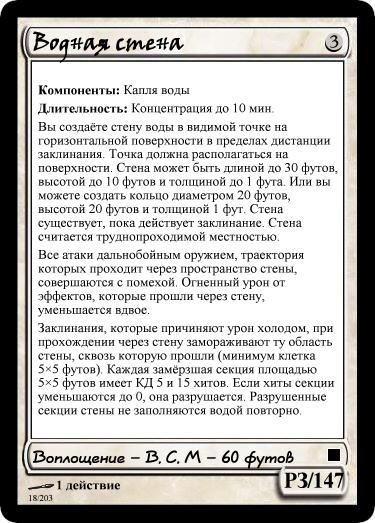 Водная стена
3
Компоненты: Капля воды
Длительность: Концентрация до 10 мин.
Вы создаёте стену воды в видимой точке на
горизонтальной поверхности в пределах дистанции
заклинания. Точка должна располагаться на
поверхности. Стена может быть длиной до 30 футов,
высотой до 10 футов и толщиной до 1 фута. Или вы
можете создать кольцо диаметром 20 футов,
высотой 20 футов и толщиной 1 фут. Стена
существует, пока действует заклинание. Стена
считается труднопроходимой местностью.
Все атаки дальнобойным оружием, траектория
которых проходит через пространство стены,
совершаются с помехой. Огненный урон от
эффектов, которые прошли через стену,
уменьшается вдвое.
Заклинания, которые причиняют урон холодом, при
прохождении через стену замораживают ту область
стены, сквозь которую прошли (минимум клетка
5×5 футов). Каждая замёрзшая секция площадью
5×5 футов имеет КД 5 и 15 хитов. Если хиты секции
уменьшаются до 0, она разрушается. Разрушенные
секции стены не заполняются водой повторно.
Воплощение – В, С, М – 60 футов
P3/147
1 действие
18/203